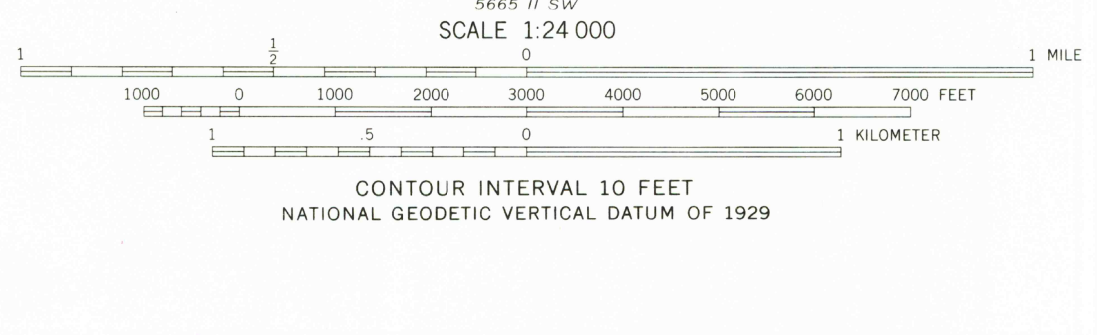 5665 II SW
SCALE 1:24 000
1 1/2 0 1 MILE
1000 0 1000 2000 3000 4000 5000 6000 7000 FEET
1 .5 0 1 KILOMETER
CONTOUR INTERVAL 10 FEET
NATIONAL GEODETIC VERTICAL DATUM OF 1929